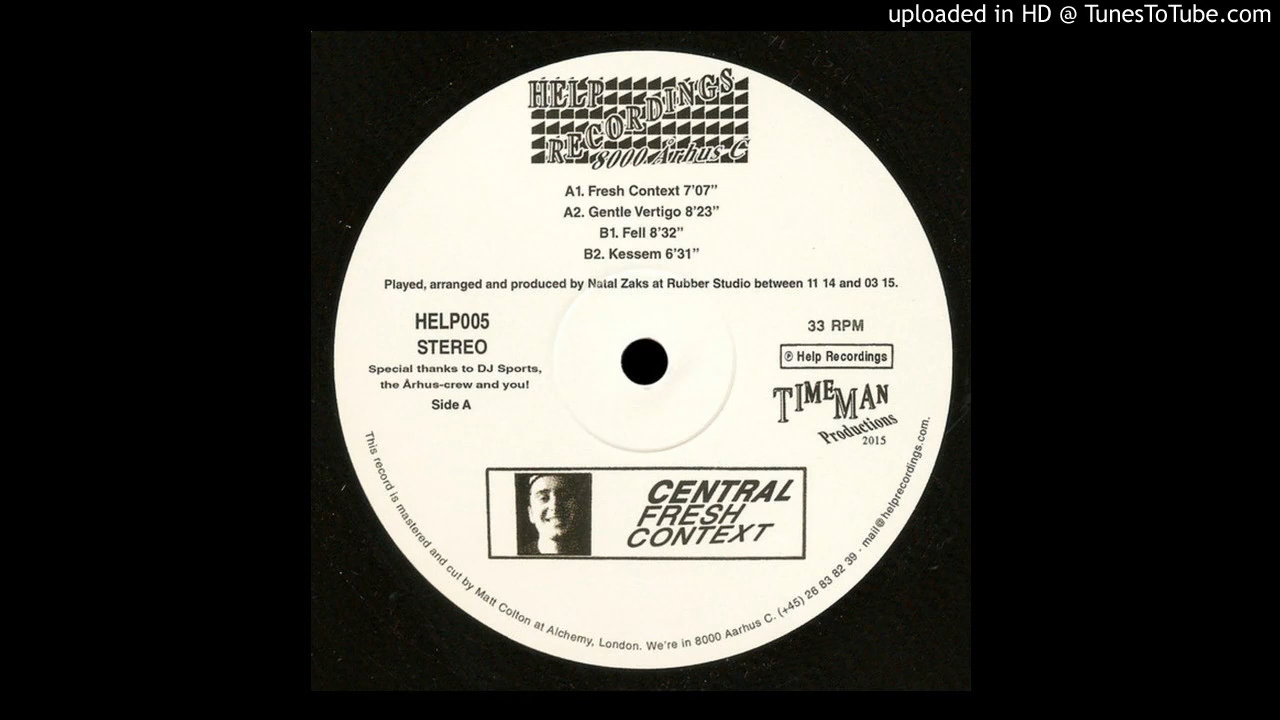 uploaded in HD @ TunesToTube.com
HELP
RECORDINGS
8000 Århus C
A1. Fresh Context 7'07”
A2. Gentle Vertigo 8'23”
B1. Fell 8'32”
B2. Kessem 6'31”
Played, arranged and produced by Natal Zaks at Rubber Studio between 11 14 and 03 15.
HELP005
STEREO
Special thanks to DJ Sports,
the Århus-crew and you!
Side A
33 RPM
℗ Help Recordings
TIMEMAN
Productions
2015
CENTRAL
FRESH
CONTEXT
This record is mastered and cut by Matt Colton at Alchemy, London. We're in 8000 Aarhus C. (+45) 26 83 82 39 · mail@helprecordings.com.